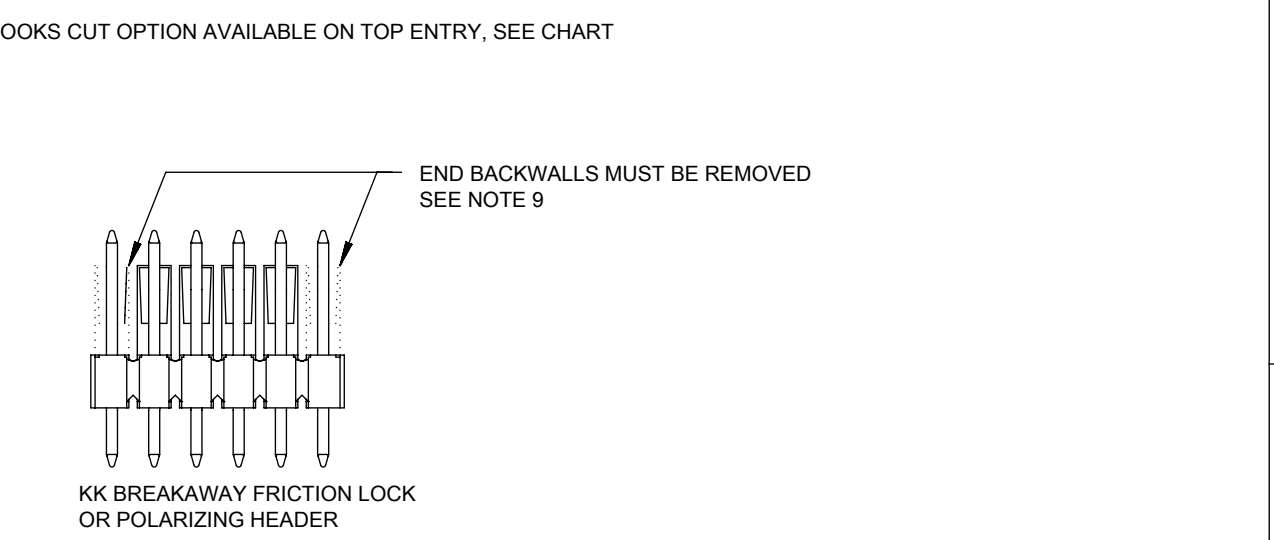 OOKS CUT OPTION AVAILABLE ON TOP ENTRY, SEE CHART
END BACKWALLS MUST BE REMOVED
SEE NOTE 9
KK BREAKAWAY FRICTION LOCK
OR POLARIZING HEADER